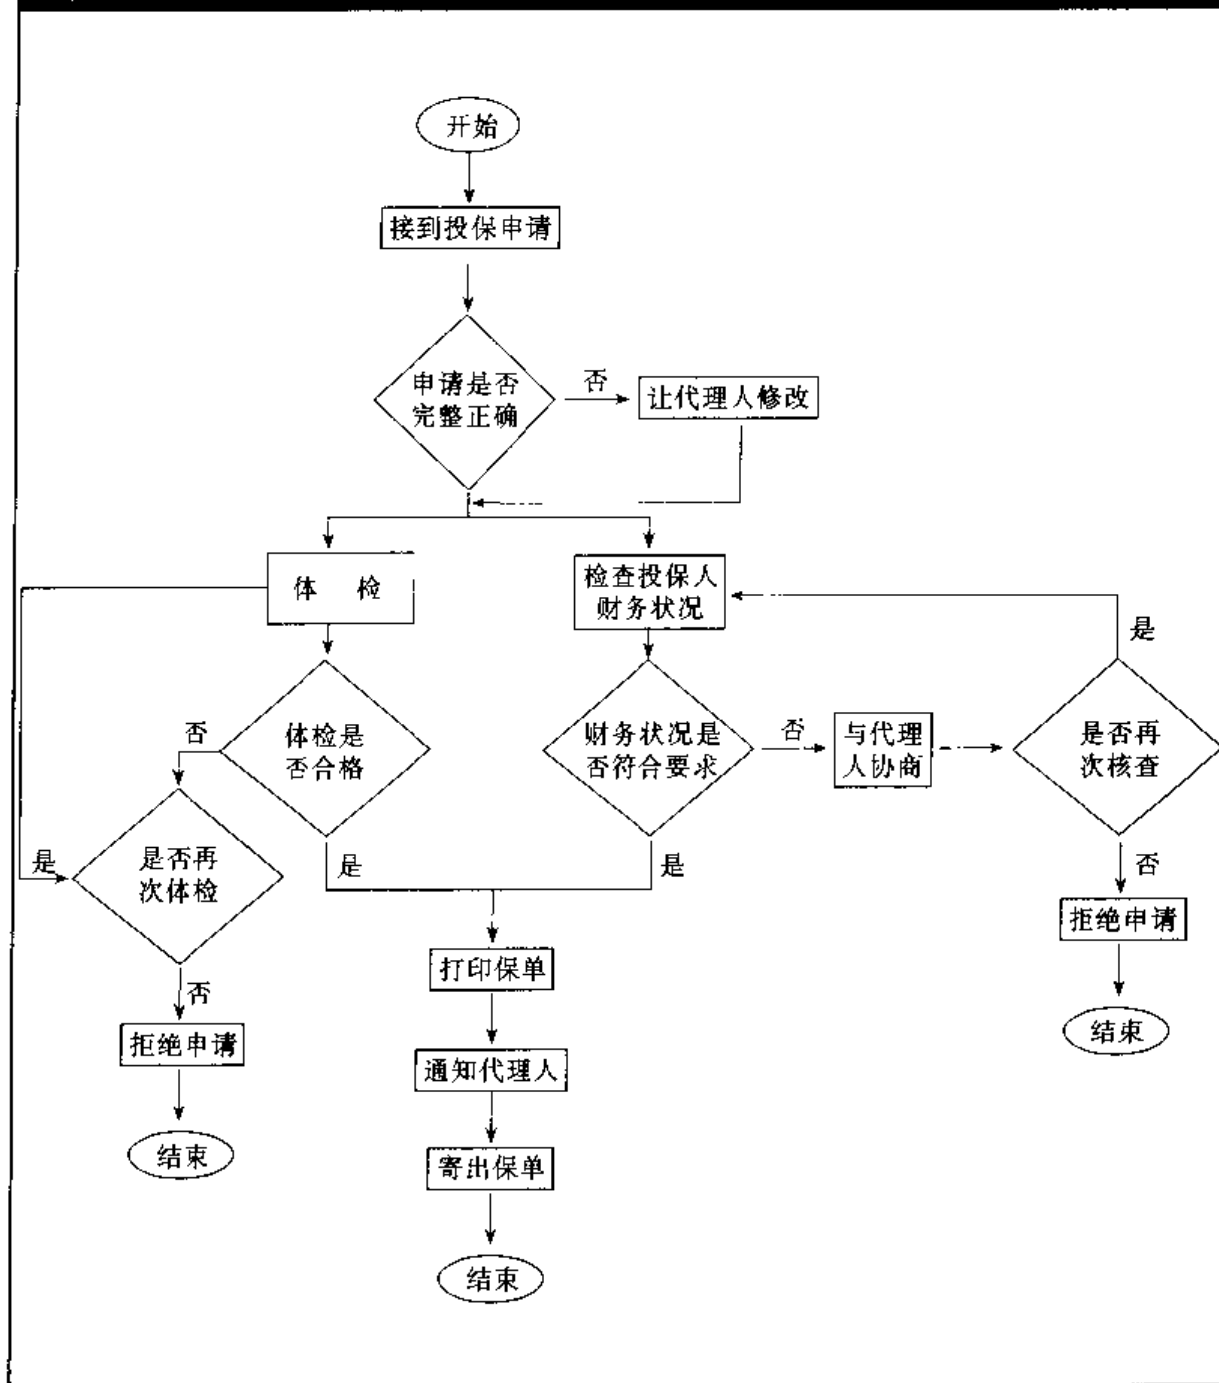 开始
接到投保申请
申请是否
完整正确
否
让代理人修改
体 检
检查投保人
财务状况
是
体检是
否合格
否
财务状况是
否符合要求
否
与代理
人协商
是否再
次核查
是否再
次体检
是
是
是
否
拒绝申请
打印保单
否
拒绝申请
结束
通知代理人
结束
寄出保单
结束